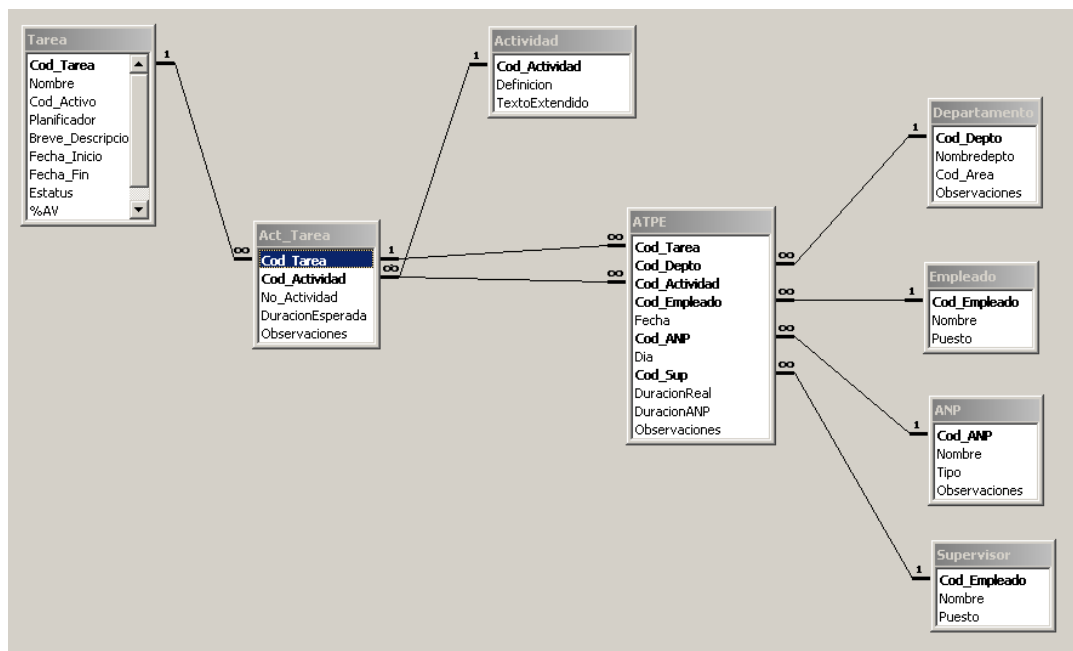 Tarea
Cod_Tarea
Nombre
Cod_Activo
Planificador
Breve_Descripcio
Fecha_Inicio
Fecha_Fin
Estatus
%AV
1
∞
Actividad
Cod_Actividad
Definicion
TextoExtendido
1
Act_Tarea
Cod_Tarea
Cod_Actividad
No_Actividad
DuracionEsperada
Observaciones
1
∞
ATPE
Cod_Tarea
Cod_Depto
Cod_Actividad
Cod_Empleado
Fecha
Cod_ANP
Dia
Cod_Sup
DuracionReal
DuracionANP
Observaciones
∞
∞
∞
∞
∞
∞
Departamento
Cod_Depto
Nombredepto
Cod_Area
Observaciones
1
Empleado
Cod_Empleado
Nombre
Puesto
1
ANP
Cod_ANP
Nombre
Tipo
Observaciones
1
Supervisor
Cod_Empleado
Nombre
Puesto
1